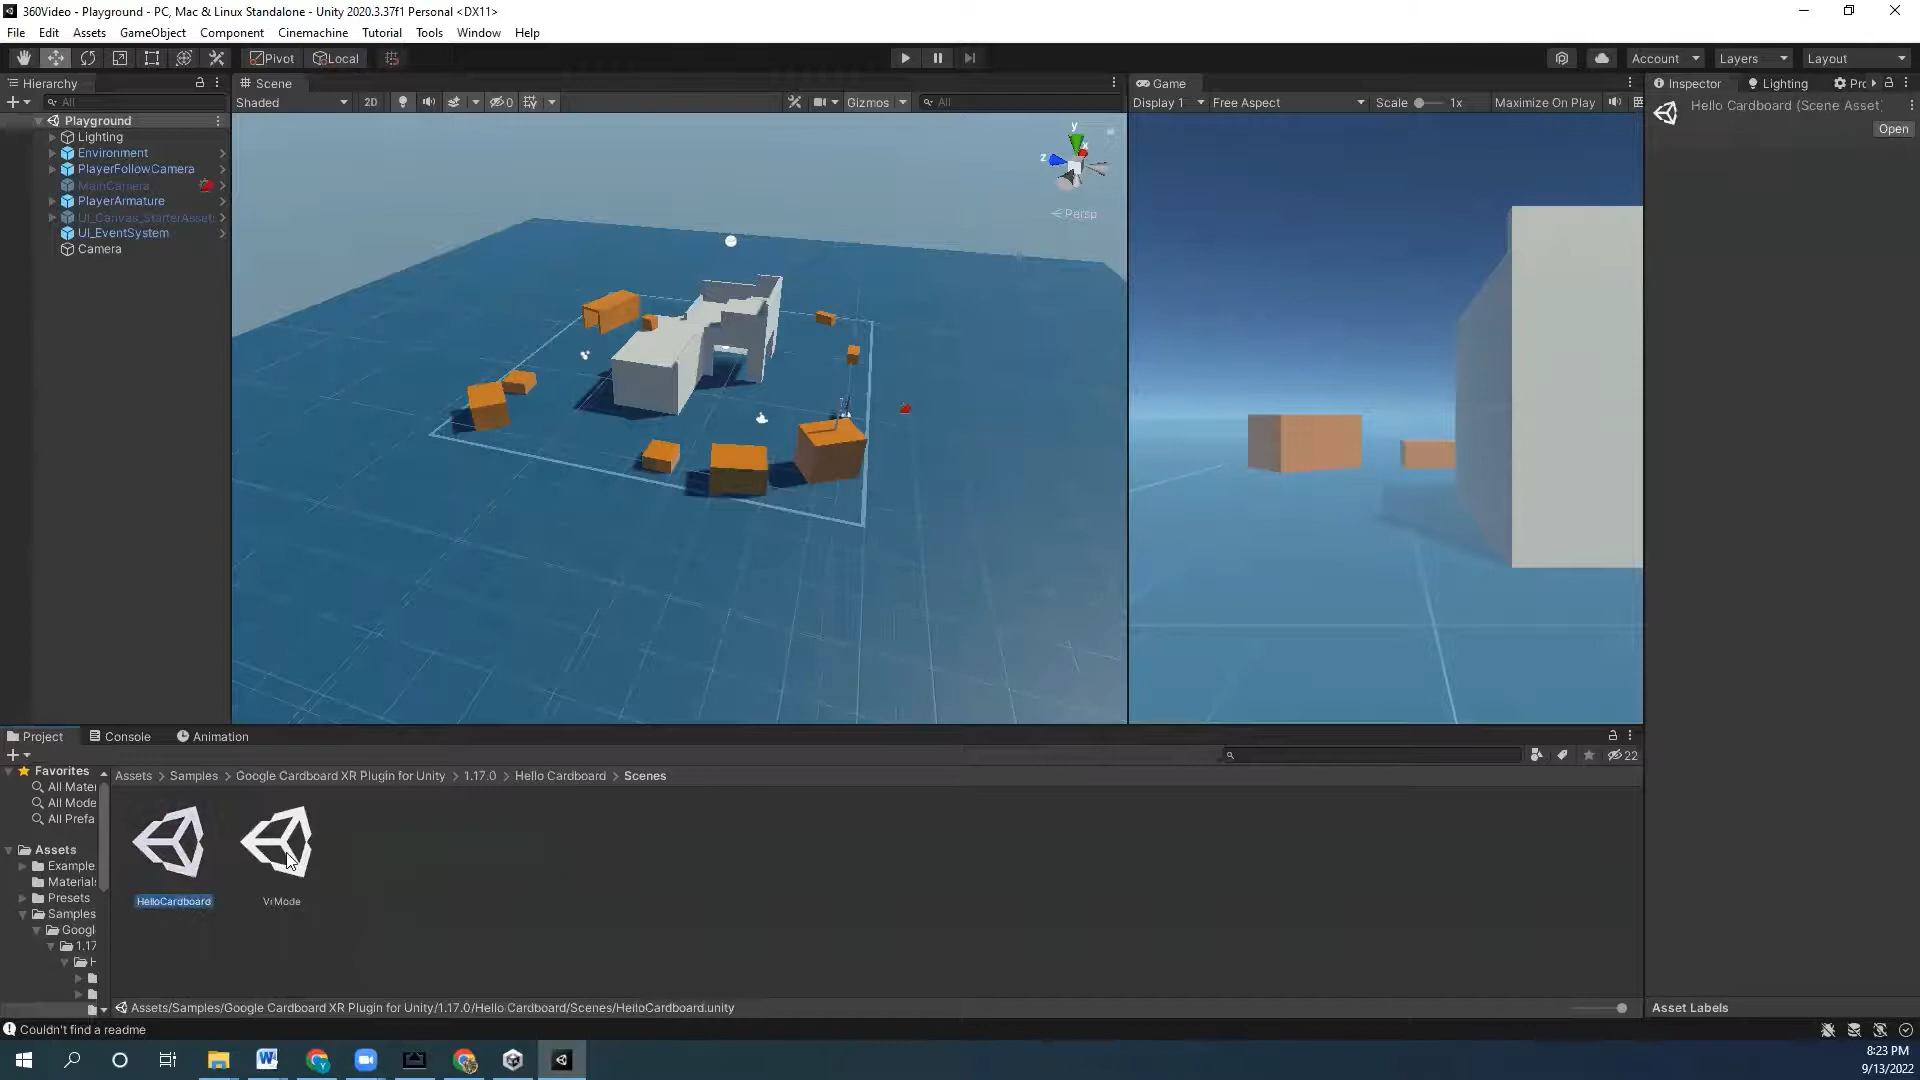 360Video - Playground - PC, Mac & Linux Standalone - Unity 2020.3.37f1 Personal <DX11>
File Edit Assets GameObject Component Cinemachine Tutorial Tools Window Help
Pivot Local Account Layers Layout
Hierarchy Scene Game Inspector Lighting Prc
All Shaded 2D 0 Gizmos All Display 1 Free Aspect Scale 1x Maximize On Play
Hello Cardboard (Scene Asset)
Open
Playground
Lighting
Environment
PlayerFollowCamera
MainCamera
PlayerArmature
UI_Canvas_StarterAsset
UI_EventSystem
Camera
y
x
z
Persp
Project Console Animation
22
Favorites
All Mater
All Mode
All Prefa
Assets
Example
Material
Presets
Samples
Googl
1.17
H
Assets > Samples > Google Cardboard XR Plugin for Unity > 1.17.0 > Hello Cardboard > Scenes
HelloCardboard VrMode
Assets/Samples/Google Cardboard XR Plugin for Unity/1.17.0/Hello Cardboard/Scenes/HelloCardboard.unity
Asset Labels
Couldn't find a readme
8:23 PM
9/13/2022